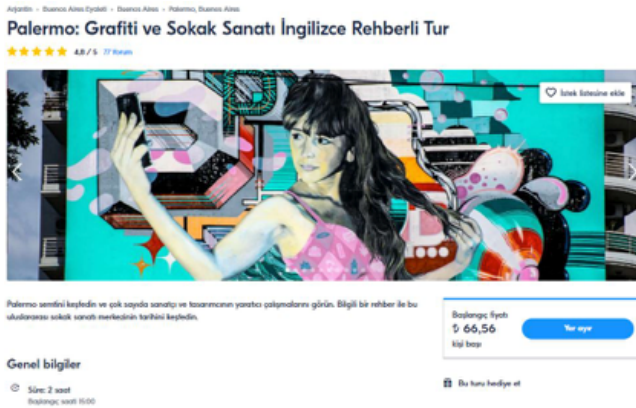 Arjantin › Buenos Aires Eyaleti › Buenos Aires › Palermo, Buenos Aires
Palermo: Grafiti ve Sokak Sanatı İngilizce Rehberli Tur
4,8 / 5 77 Yorum
İstek listesine ekle
Palermo semtini keşfedin ve çok sayıda sanatçı ve tasarımcının yaratıcı çalışmalarını görün. Bilgili bir rehber ile bu
uluslararası sokak sanatı merkezinin tarihini keşfedin.
Başlangıç fiyatı
₺ 66,56
kişi başı
Yer ayır
Bu turu hediye et
Genel bilgiler
Süre: 2 saat
Başlangıç saati 15:00